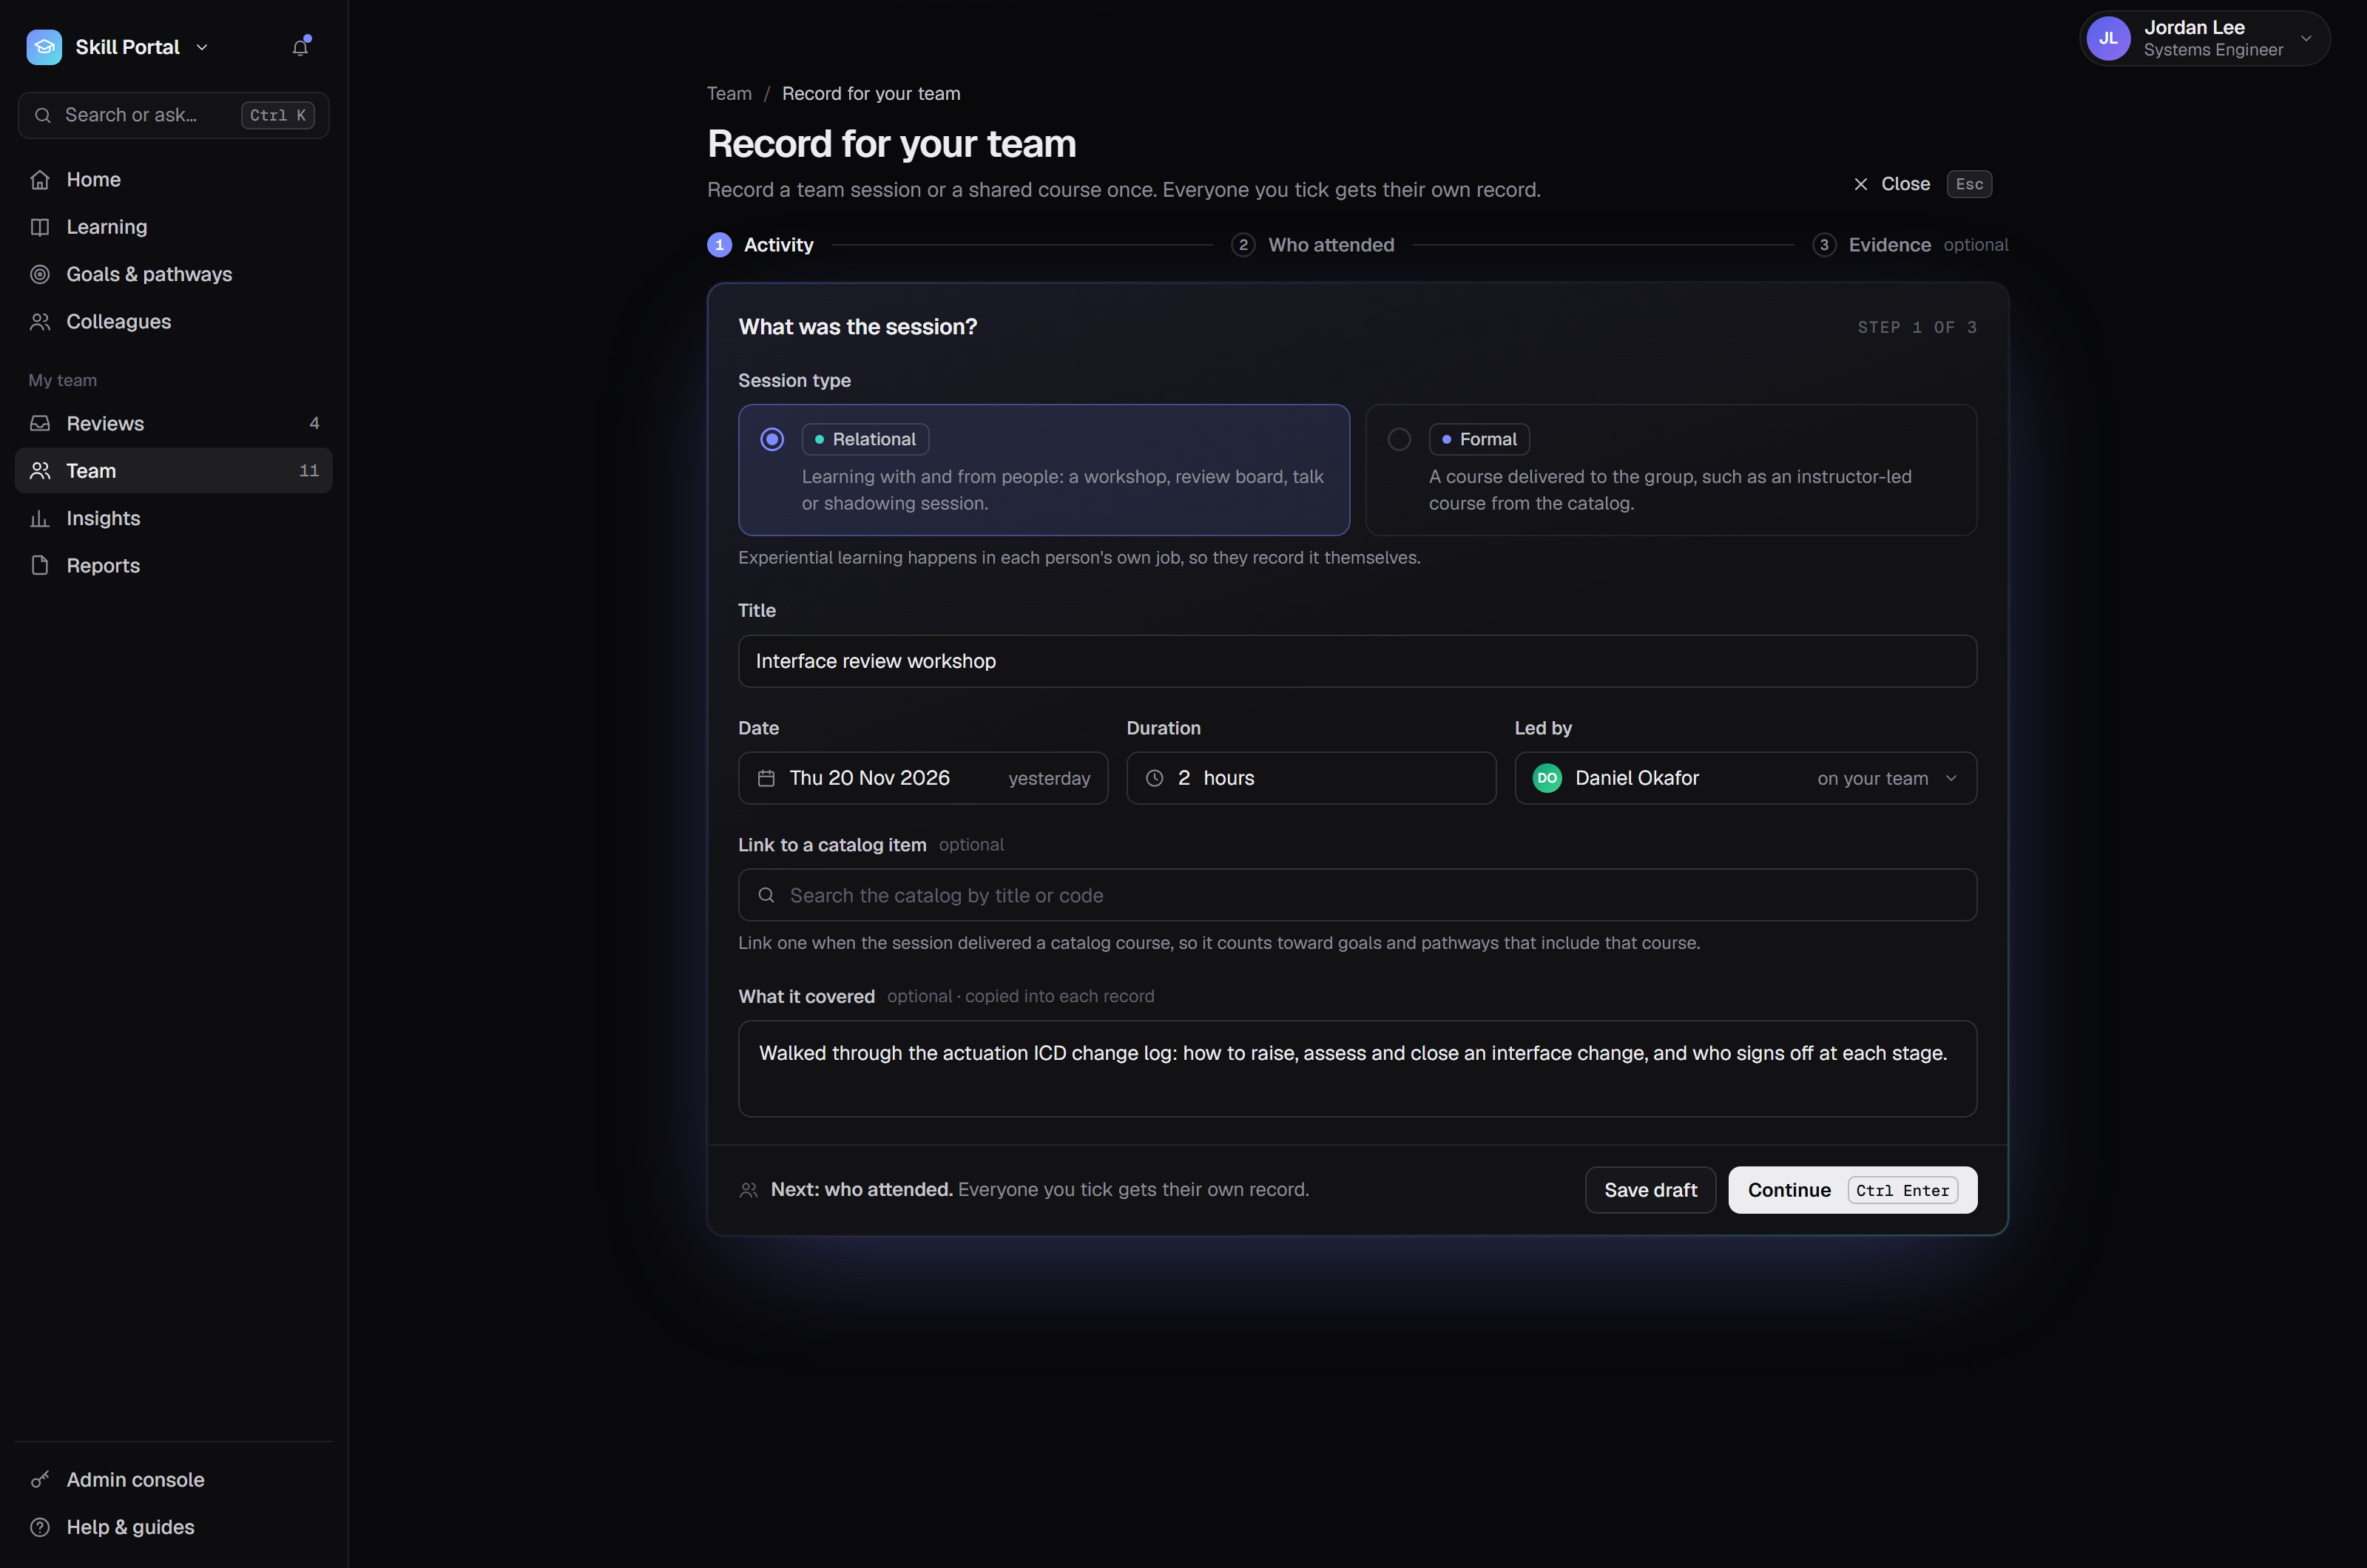 Skill Portal
Search or ask...
Ctrl K
Home
Learning
Goals & pathways
Colleagues
My team
Reviews 4
Team 11
Insights
Reports
Admin console
Help & guides
JL
Jordan Lee
Systems Engineer
Team / Record for your team
Record for your team
Record a team session or a shared course once. Everyone you tick gets their own record.
Close Esc
1 Activity
2 Who attended
3 Evidence optional
What was the session?
STEP 1 OF 3
Session type
Relational
Learning with and from people: a workshop, review board, talk
or shadowing session.
Formal
A course delivered to the group, such as an instructor-led
course from the catalog.
Experiential learning happens in each person's own job, so they record it themselves.
Title
Interface review workshop
Date
Thu 20 Nov 2026 yesterday
Duration
2 hours
Led by
DO Daniel Okafor on your team
Link to a catalog item optional
Search the catalog by title or code
Link one when the session delivered a catalog course, so it counts toward goals and pathways that include that course.
What it covered optional · copied into each record
Walked through the actuation ICD change log: how to raise, assess and close an interface change, and who signs off at each stage.
Next: who attended. Everyone you tick gets their own record.
Save draft
Continue Ctrl Enter